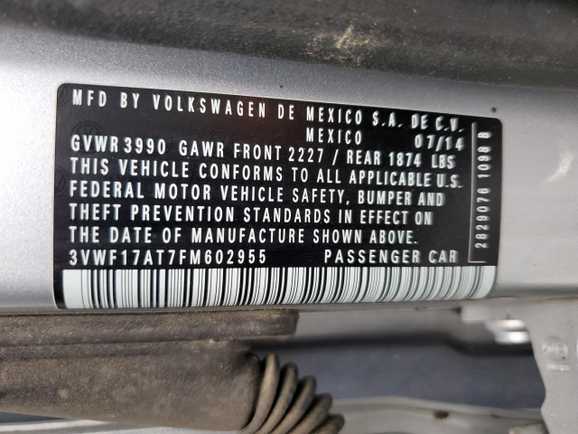 MFD BY VOLKSWAGEN DE MEXICO S.A. DE C.V.
MEXICO 07/14
GVWR 3990 GAWR FRONT 2227 / REAR 1874 LBS
THIS VEHICLE CONFORMS TO ALL APPLICABLE U.S.
FEDERAL MOTOR VEHICLE SAFETY, BUMPER AND
THEFT PREVENTION STANDARDS IN EFFECT ON
THE DATE OF MANUFACTURE SHOWN ABOVE.
3VWF17AT7FM602955 PASSENGER CAR
2829076 1098 8